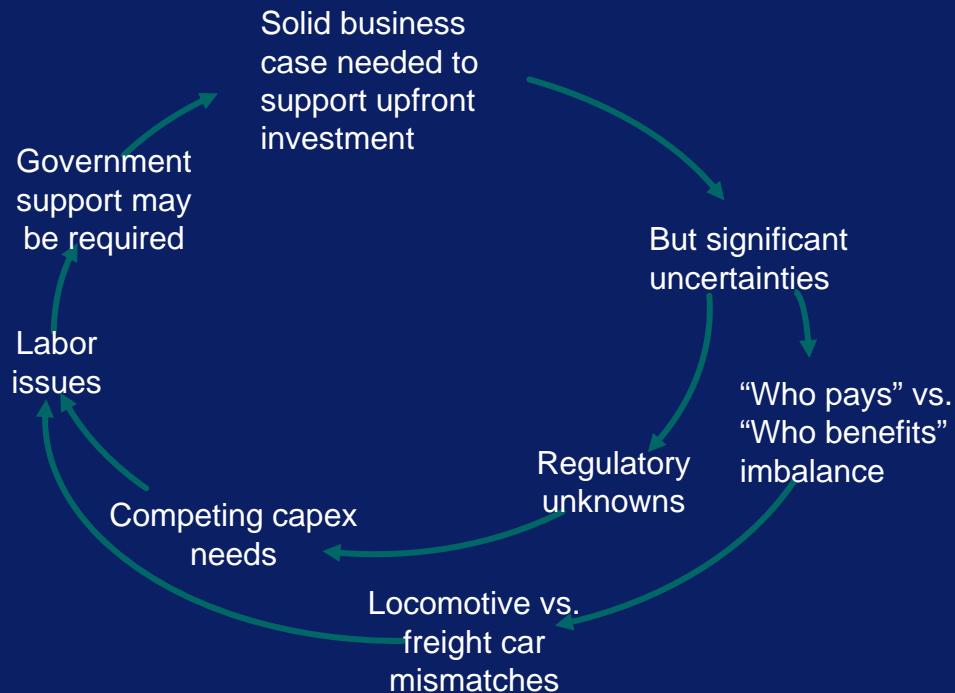 Solid business
case needed to
support upfront
investment
Government
support may
be required
But significant
uncertainties
Labor
issues
“Who pays” vs.
“Who benefits”
imbalance
Regulatory
unknowns
Competing capex
needs
Locomotive vs.
freight car
mismatches